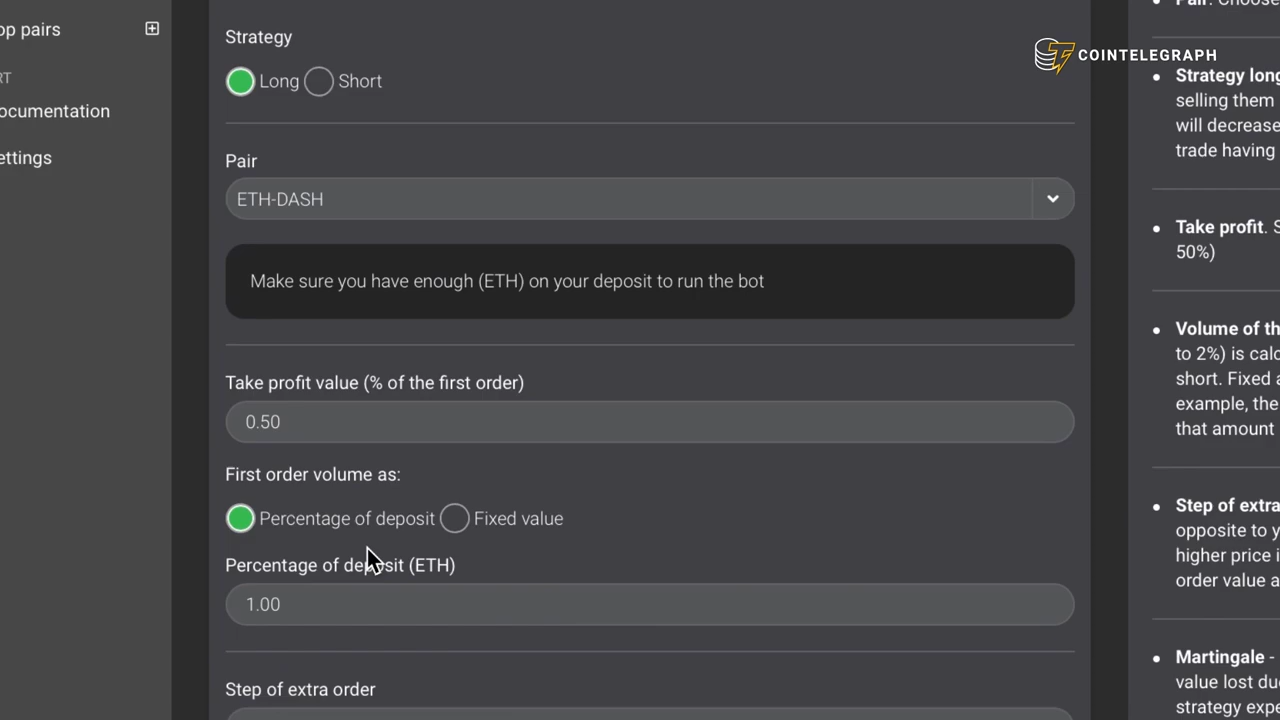 op pairs
RT
ocumentation
ettings
Strategy
Long
Short
Pair
ETH-DASH
Make sure you have enough (ETH) on your deposit to run the bot
Take profit value (% of the first order)
0.50
First order volume as:
Percentage of deposit
Fixed value
Percentage of deposit (ETH)
1.00
Step of extra order
COINTELEGRAPH
Pair. Choose
Strategy long
selling them
will decrease
trade having
Take profit. S
50%)
Volume of th
to 2%) is calc
short. Fixed a
example, the
that amount
Step of extra
opposite to y
higher price i
order value a
Martingale -
value lost du
strategy expe